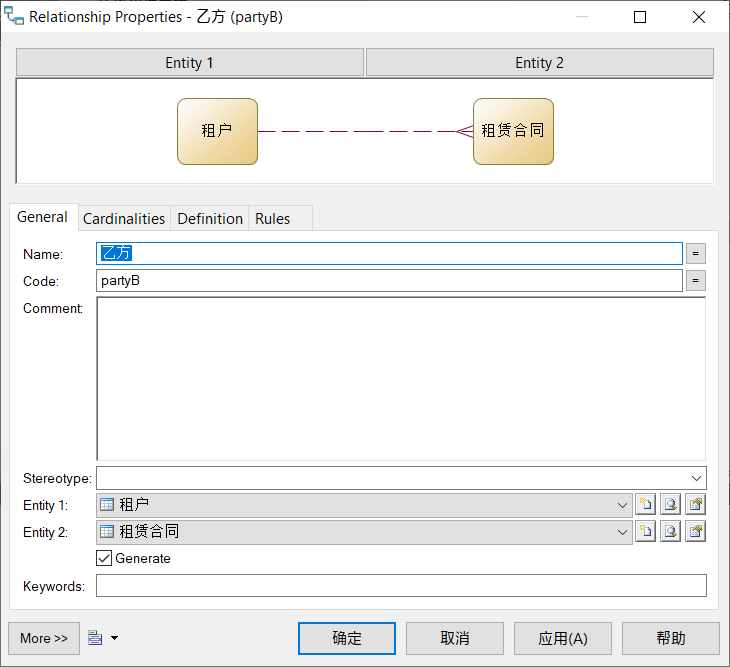 Relationship Properties - 乙方 (partyB)
Entity 1 Entity 2
租户 租赁合同
General Cardinalities Definition Rules
Name: 乙方 =
Code: partyB =
Comment:
Stereotype:
Entity 1: 租户
Entity 2: 租赁合同
Generate
Keywords:
More >> 确定 取消 应用(A) 帮助